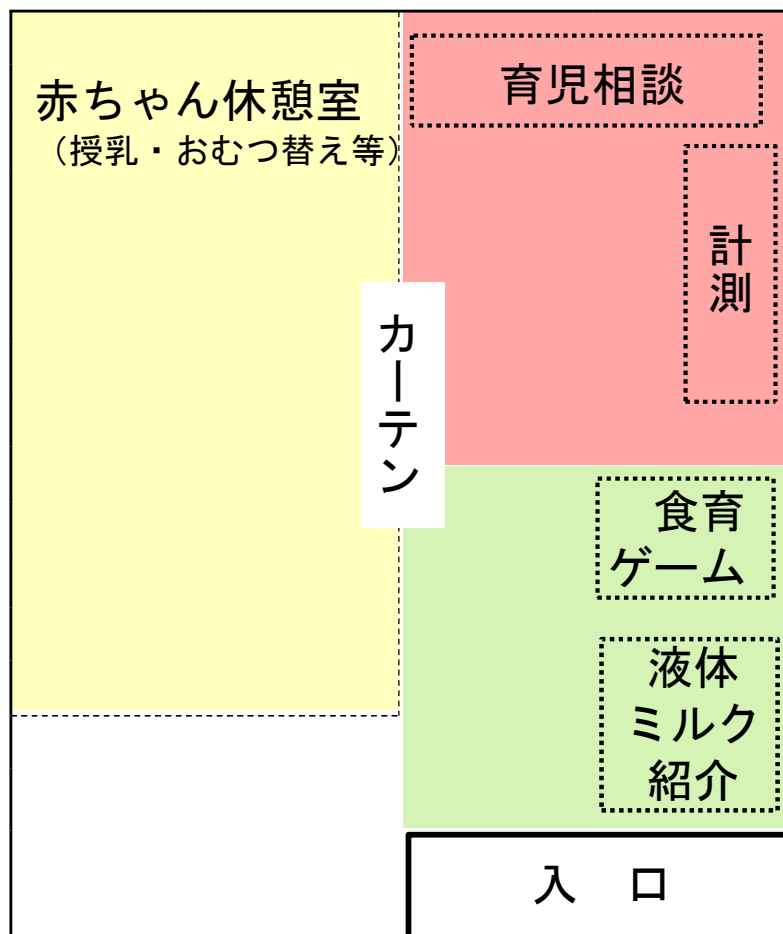 赤ちゃん休憩室
（授乳・おむつ替え等）
育児相談
計測
カーテン
食育
ゲーム
液体
ミルク
紹介
入　口